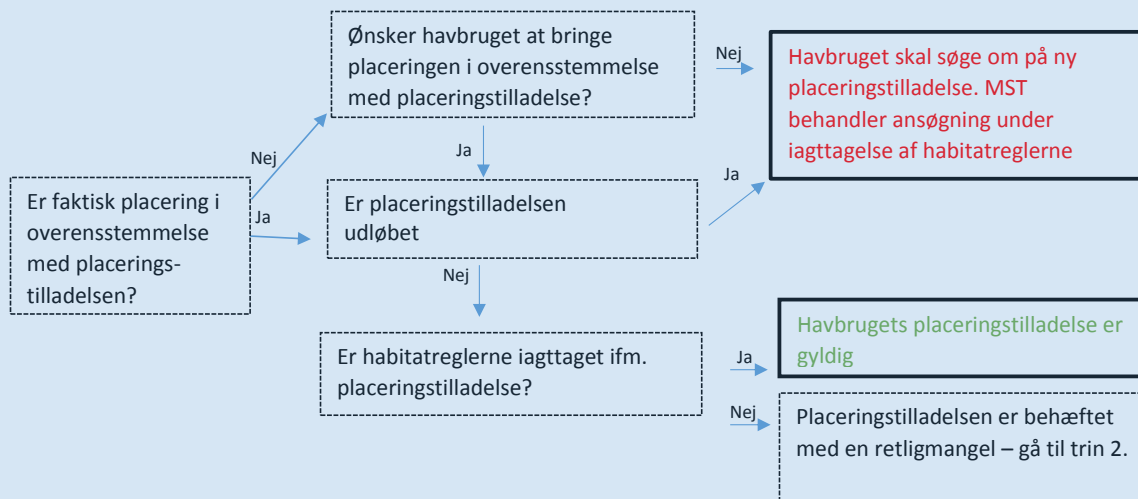 Ønsker havbruget at bringe
placeringen i overensstemmelse
med placeringstilladelse?
Nej
Havbruget skal søge om på ny
placeringstilladelse. MST
behandler ansøgning under
iagttagelse af habitatreglerne
Nej
Ja
Ja
Er faktisk placering i
overensstemmelse
med placerings-
tilladelsen?
Ja
Er placeringstilladelsen
udløbet
Nej
Er habitatreglerne iagttaget ifm.
placeringstilladelse?
Ja
Havbrugets placeringstilladelse er
gyldig
Nej
Placeringstilladelsen er behæftet
med en retligmangel – gå til trin 2.